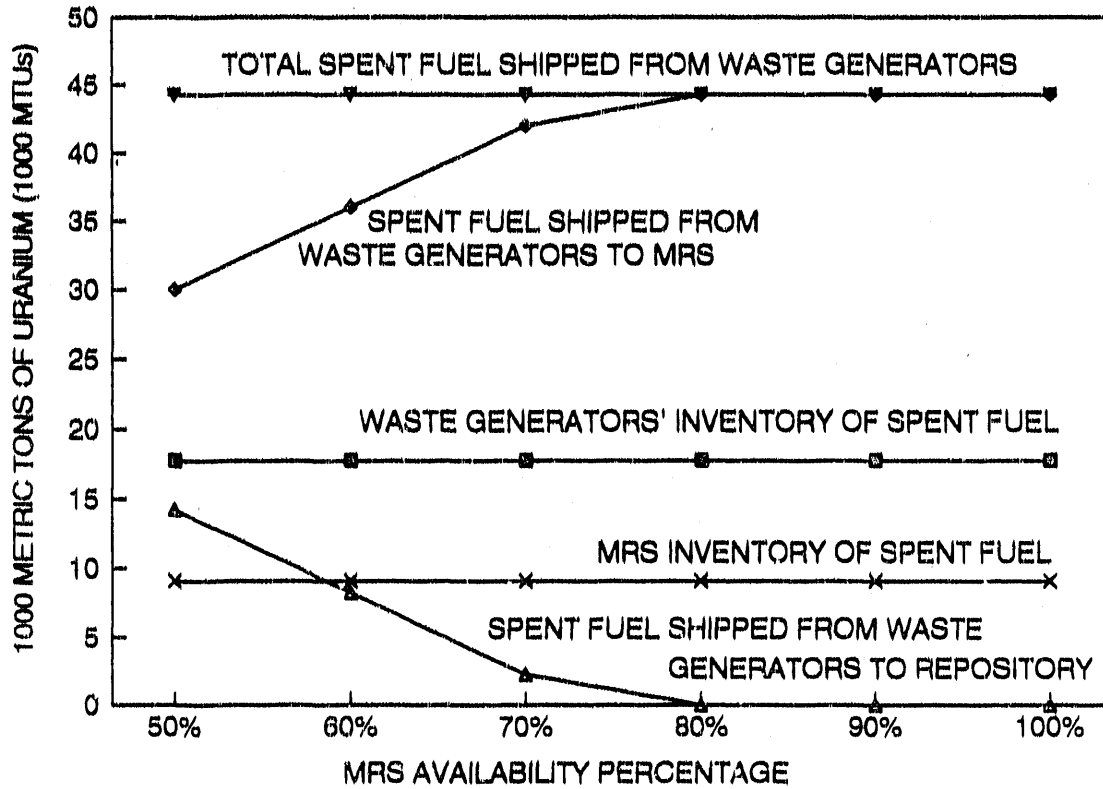 50
45
40
35
30
25
20
15
10
5
0
1000 METRIC TONS OF URANIUM (1000 MTUs)
TOTAL SPENT FUEL SHIPPED FROM WASTE GENERATORS
SPENT FUEL SHIPPED FROM
WASTE GENERATORS TO MRS
WASTE GENERATORS' INVENTORY OF SPENT FUEL
MRS INVENTORY OF SPENT FUEL
SPENT FUEL SHIPPED FROM WASTE
GENERATORS TO REPOSITORY
50% 60% 70% 80% 90% 100%
MRS AVAILABILITY PERCENTAGE